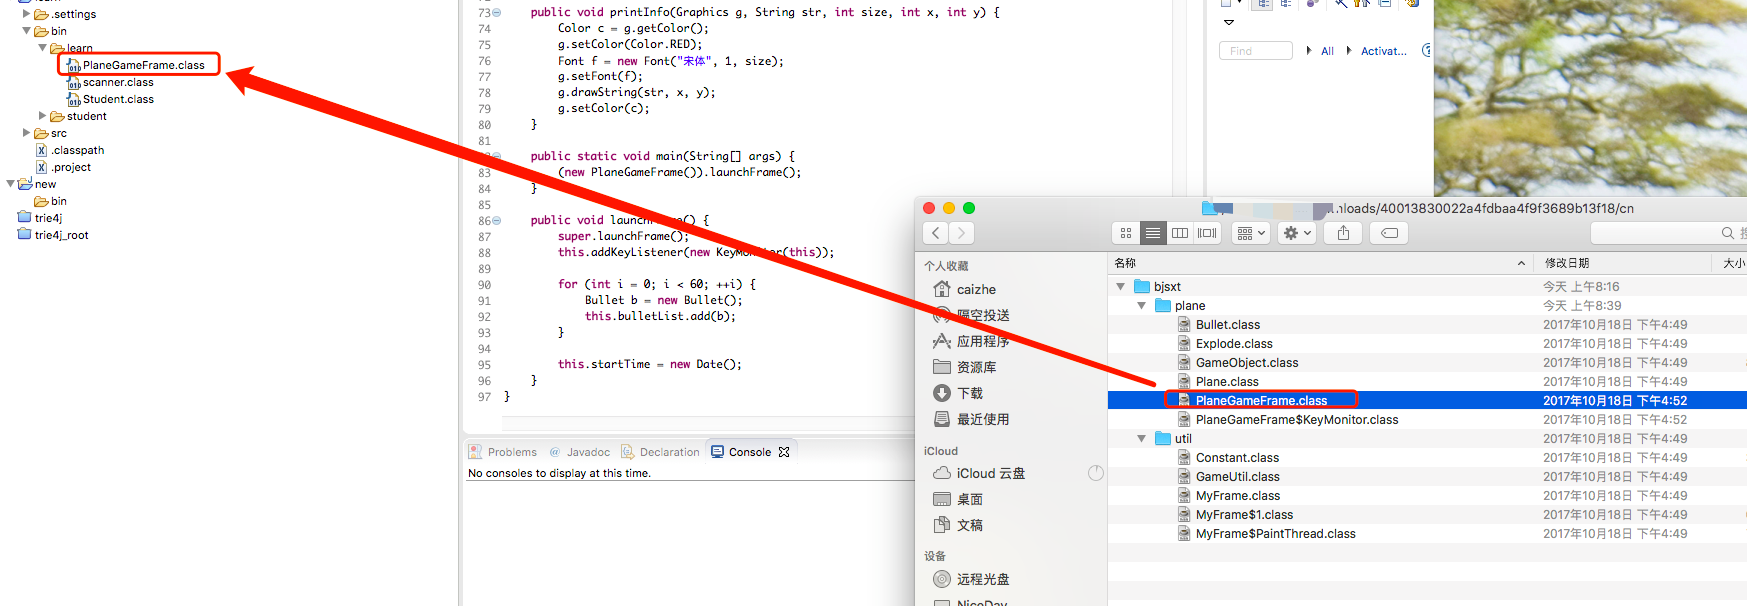 learn
.settings
bin
learn
PlaneGameFrame.class
scanner.class
Student.class
student
src
.classpath
.project
new
bin
trie4j
trie4j_root
73 public void printInfo(Graphics g, String str, int size, int x, int y) {
74 Color c = g.getColor();
75 g.setColor(Color.RED);
76 Font f = new Font("宋体", 1, size);
77 g.setFont(f);
78 g.drawString(str, x, y);
79 g.setColor(c);
80 }
81
82 public static void main(String[] args) {
83 (new PlaneGameFrame()).launchFrame();
84 }
85
86 public void launchFrame() {
87 super.launchFrame();
88 this.addKeyListener(new KeyMonitor(this));
89
90 for (int i = 0; i < 60; ++i) {
91 Bullet b = new Bullet();
92 this.bulletList.add(b);
93 }
94
95 this.startTime = new Date();
96 }
97 }
Problems @ Javadoc Declaration Console
No consoles to display at this time.
Find All Activat...
nloads/40013830022a4fdbaa4f9f3689b13f18/cn
个人收藏
caizhe
隔空投送
应用程序
资源库
下载
最近使用
iCloud
iCloud 云盘
桌面
文稿
设备
远程光盘
NiceDay
名称 修改日期 大小
bjsxt 今天 上午8:16
plane 今天 上午8:39
Bullet.class 2017年10月18日 下午4:49
Explode.class 2017年10月18日 下午4:49
GameObject.class 2017年10月18日 下午4:49
Plane.class 2017年10月18日 下午4:49
PlaneGameFrame.class 2017年10月18日 下午4:52
PlaneGameFrame$KeyMonitor.class 2017年10月18日 下午4:52
util 2017年10月18日 下午4:49
Constant.class 2017年10月18日 下午4:49
GameUtil.class 2017年10月18日 下午4:49
MyFrame.class 2017年10月18日 下午4:49
MyFrame$1.class 2017年10月18日 下午4:49
MyFrame$PaintThread.class 2017年10月18日 下午4:49